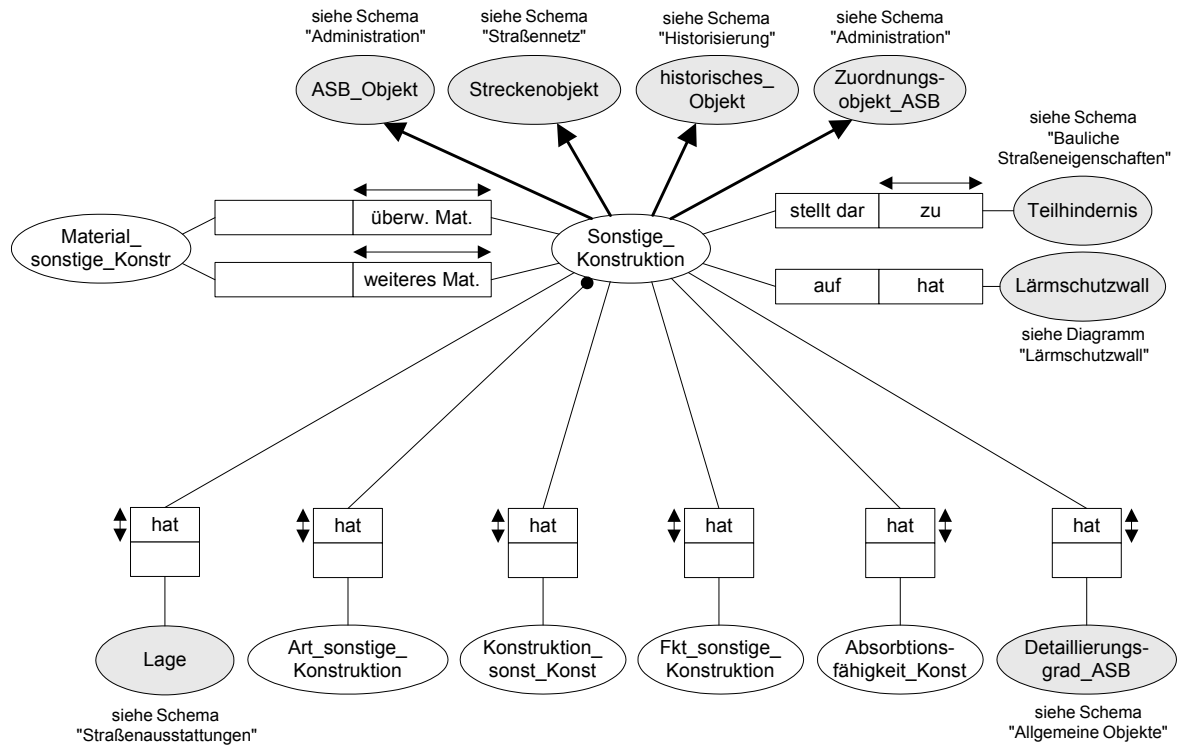 siehe Schema
"Administration"
siehe Schema
"Straßennetz"
siehe Schema
"Historisierung"
siehe Schema
"Administration"
ASB_Objekt
Streckenobjekt
historisches_
Objekt
Zuordnungs-
objekt_ASB
siehe Schema
"Bauliche
Straßeneigenschaften"
Material_
sonstige_Konstr
überw. Mat.
weiteres Mat.
Sonstige_
Konstruktion
stellt dar
zu
Teilhindernis
auf
hat
Lärmschutzwall
siehe Diagramm
"Lärmschutzwall"
hat
hat
hat
hat
hat
hat
Lage
Art_sonstige_
Konstruktion
Konstruktion_
sonst_Konst
Fkt_sonstige_
Konstruktion
Absorbtions-
fähigkeit_Konst
Detaillierungs-
grad_ASB
siehe Schema
"Straßenausstattungen"
siehe Schema
"Allgemeine Objekte"